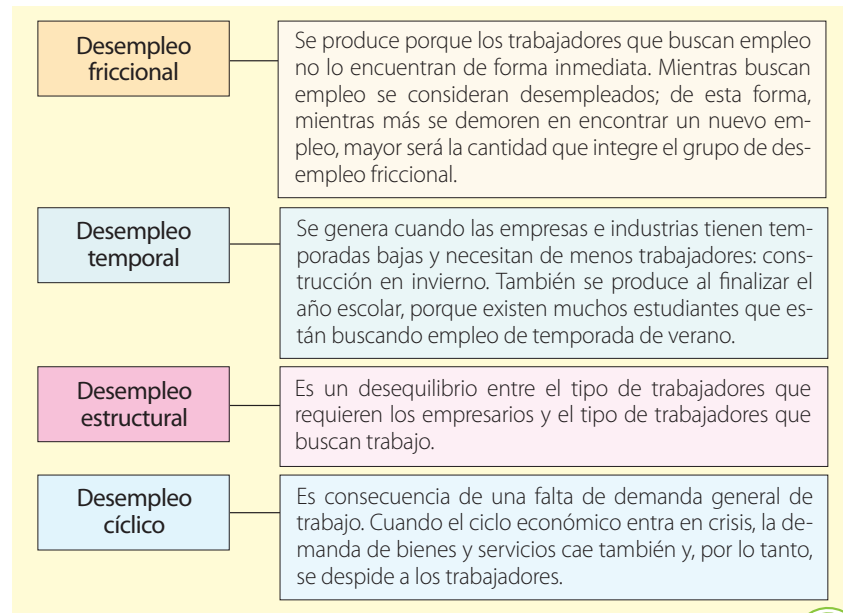 Desempleo
friccional
Se produce porque los trabajadores que buscan empleo
no lo encuentran de forma inmediata. Mientras buscan
empleo se consideran desempleados; de esta forma,
mientras más se demoren en encontrar un nuevo em-
pleo, mayor será la cantidad que integre el grupo de des-
empleo friccional.
Desempleo
temporal
Se genera cuando las empresas e industrias tienen tem-
poradas bajas y necesitan de menos trabajadores: cons-
trucción en invierno. También se produce al finalizar el
año escolar, porque existen muchos estudiantes que es-
tán buscando empleo de temporada de verano.
Desempleo
estructural
Es un desequilibrio entre el tipo de trabajadores que
requieren los empresarios y el tipo de trabajadores que
buscan trabajo.
Desempleo
cíclico
Es consecuencia de una falta de demanda general de
trabajo. Cuando el ciclo económico entra en crisis, la de-
manda de bienes y servicios cae también y, por lo tanto,
se despide a los trabajadores.